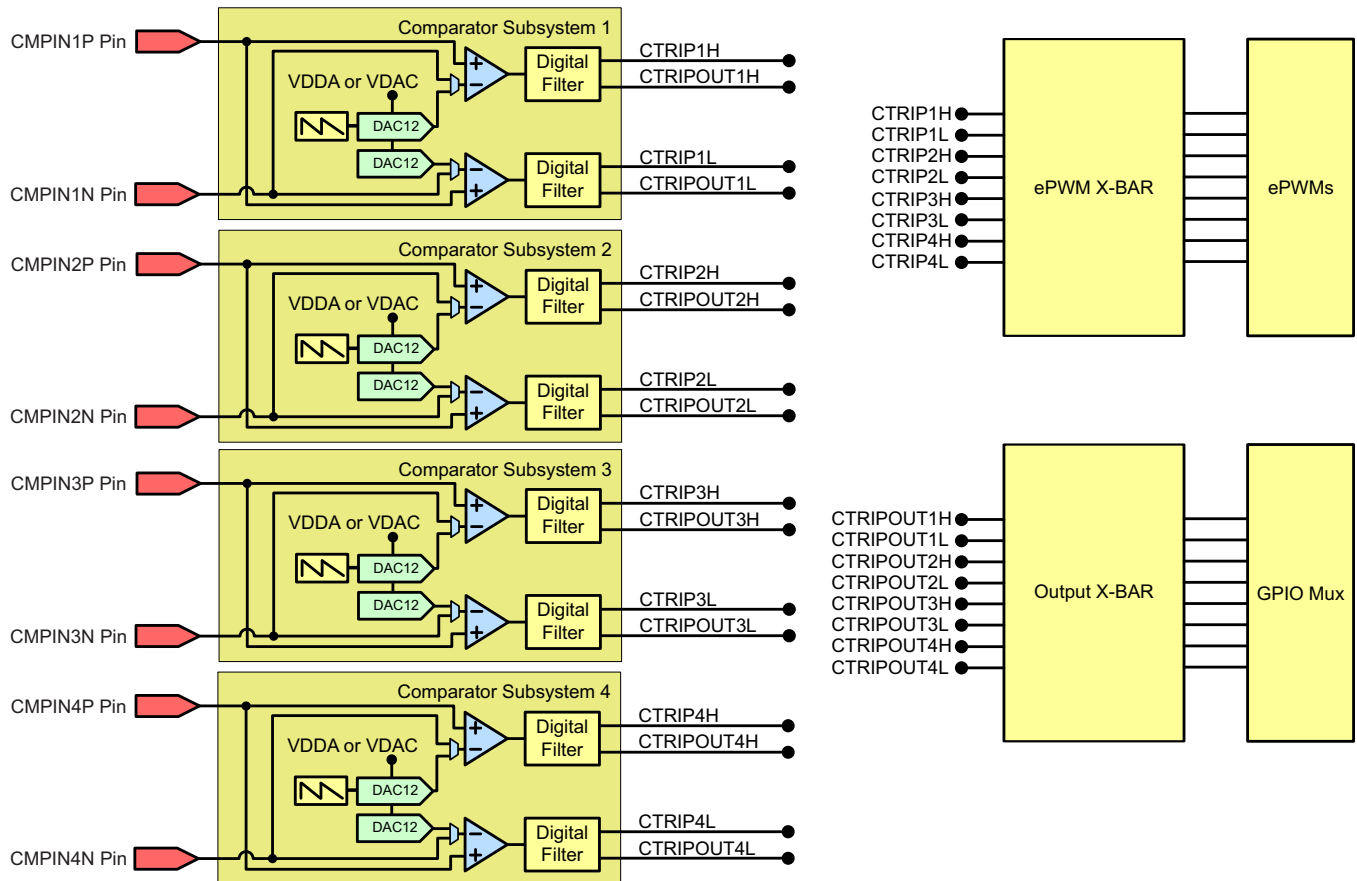 Comparator Subsystem 1
CMPIN1P Pin
VDDA or VDAC
DAC12
DAC12
Digital
Filter
CTRIP1H
CTRIPOUT1H
CMPIN1N Pin
Digital
Filter
CTRIP1L
CTRIPOUT1L
Comparator Subsystem 2
CMPIN2P Pin
VDDA or VDAC
DAC12
DAC12
Digital
Filter
CTRIP2H
CTRIPOUT2H
CMPIN2N Pin
Digital
Filter
CTRIP2L
CTRIPOUT2L
Comparator Subsystem 3
CMPIN3P Pin
VDDA or VDAC
DAC12
DAC12
Digital
Filter
CTRIP3H
CTRIPOUT3H
CMPIN3N Pin
Digital
Filter
CTRIP3L
CTRIPOUT3L
Comparator Subsystem 4
CMPIN4P Pin
VDDA or VDAC
DAC12
DAC12
Digital
Filter
CTRIP4H
CTRIPOUT4H
CMPIN4N Pin
Digital
Filter
CTRIP4L
CTRIPOUT4L
CTRIP1H
CTRIP1L
CTRIP2H
CTRIP2L
CTRIP3H
CTRIP3L
CTRIP4H
CTRIP4L
ePWM X-BAR
ePWMs
CTRIPOUT1H
CTRIPOUT1L
CTRIPOUT2H
CTRIPOUT2L
CTRIPOUT3H
CTRIPOUT3L
CTRIPOUT4H
CTRIPOUT4L
Output X-BAR
GPIO Mux